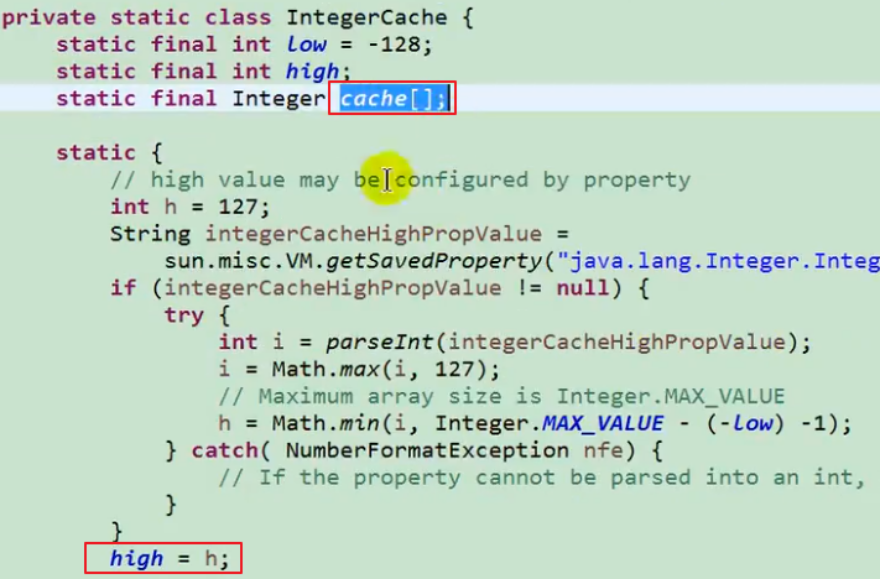 private static class IntegerCache {
static final int low = -128;
static final int high;
static final Integer cache[];
static {
// high value may be configured by property
int h = 127;
String integerCacheHighPropValue =
sun.misc.VM.getSavedProperty("java.lang.Integer.Integ
if (integerCacheHighPropValue != null) {
try {
int i = parseInt(integerCacheHighPropValue);
i = Math.max(i, 127);
// Maximum array size is Integer.MAX_VALUE
h = Math.min(i, Integer.MAX_VALUE - (-low) -1);
} catch( NumberFormatException nfe) {
// If the property cannot be parsed into an int,
}
}
high = h;